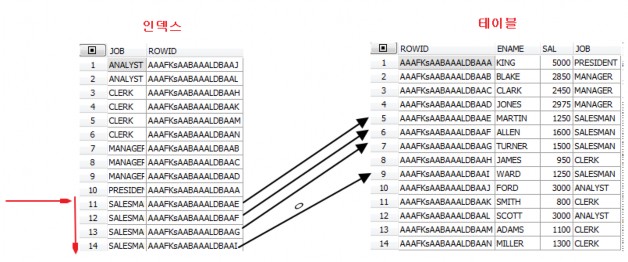 인덱스
JOB ROWID
1 ANALYST AAAFKsAABAAALDBAAJ
2 ANALYST AAAFKsAABAAALDBAAL
3 CLERK AAAFKsAABAAALDBAAH
4 CLERK AAAFKsAABAAALDBAAK
5 CLERK AAAFKsAABAAALDBAAM
6 CLERK AAAFKsAABAAALDBAAN
7 MANAGER AAAFKsAABAAALDBAAB
8 MANAGER AAAFKsAABAAALDBAAC
9 MANAGER AAAFKsAABAAALDBAAD
10 PRESIDEN AAAFKsAABAAALDBAAA
11 SALESMA AAAFKsAABAAALDBAAE
12 SALESMA AAAFKsAABAAALDBAAF
13 SALESMA AAAFKsAABAAALDBAAG
14 SALESMA AAAFKsAABAAALDBAAI
테이블
ROWID ENAME SAL JOB
1 AAAFKsAABAAALDBAAA KING 5000 PRESIDENT
2 AAAFKsAABAAALDBAAB BLAKE 2850 MANAGER
3 AAAFKsAABAAALDBAAC CLARK 2450 MANAGER
4 AAAFKsAABAAALDBAAD JONES 2975 MANAGER
5 AAAFKsAABAAALDBAAE MARTIN 1250 SALESMAN
6 AAAFKsAABAAALDBAAF ALLEN 1600 SALESMAN
7 AAAFKsAABAAALDBAAG TURNER 1500 SALESMAN
8 AAAFKsAABAAALDBAAH JAMES 950 CLERK
9 AAAFKsAABAAALDBAAI WARD 1250 SALESMAN
10 AAAFKsAABAAALDBAAJ FORD 3000 ANALYST
11 AAAFKsAABAAALDBAAK SMITH 800 CLERK
12 AAAFKsAABAAALDBAAL SCOTT 3000 ANALYST
13 AAAFKsAABAAALDBAAM ADAMS 1100 CLERK
14 AAAFKsAABAAALDBAAN MILLER 1300 CLERK